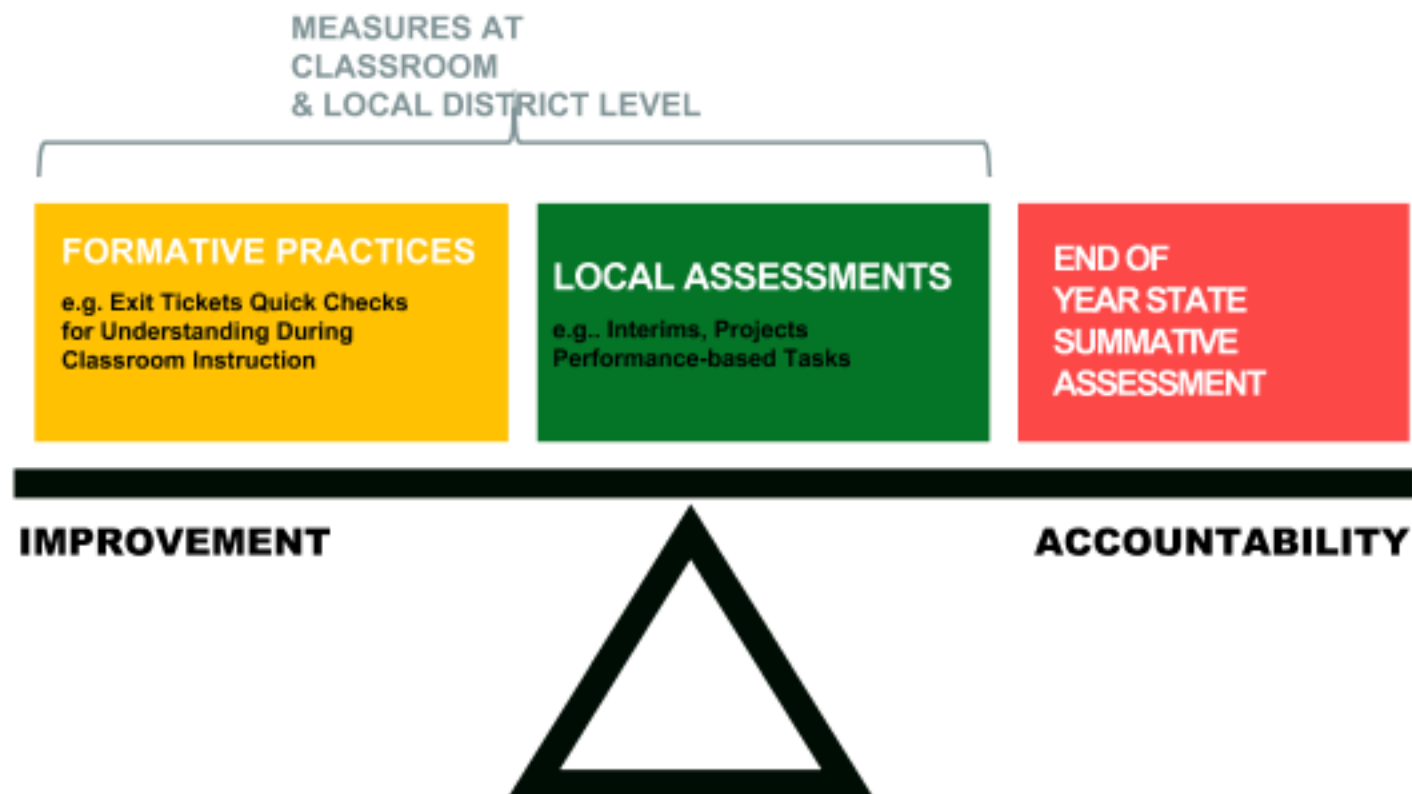 MEASURES AT
CLASSROOM
& LOCAL DISTRICT LEVEL
FORMATIVE PRACTICES
e.g. Exit Tickets Quick Checks
for Understanding During
Classroom Instruction
LOCAL ASSESSMENTS
e.g.. Interims, Projects
Performance-based Tasks
END OF
YEAR STATE
SUMMATIVE
ASSESSMENT
IMPROVEMENT
ACCOUNTABILITY